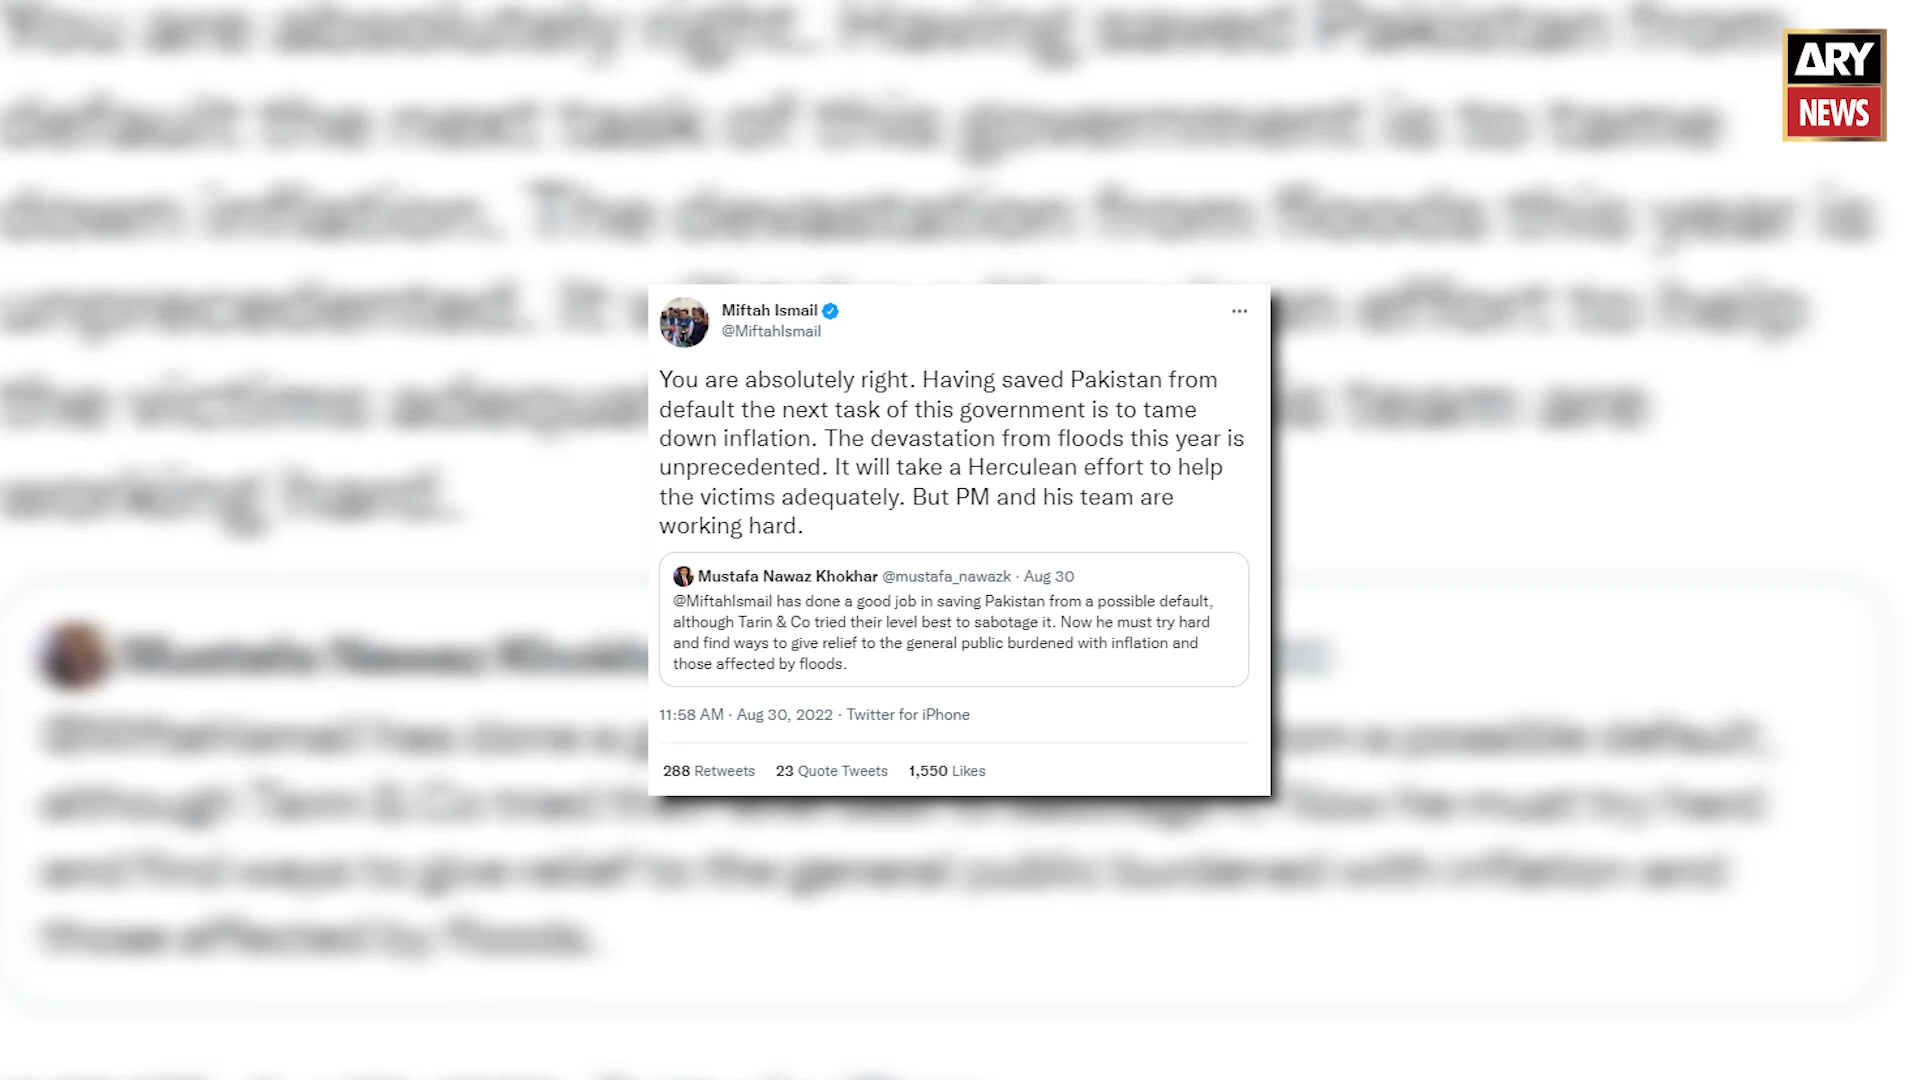 ARY
NEWS
Miftah Ismail
@MiftahIsmail
You are absolutely right. Having saved Pakistan from
default the next task of this government is to tame
down inflation. The devastation from floods this year is
unprecedented. It will take a Herculean effort to help
the victims adequately. But PM and his team are
working hard.
Mustafa Nawaz Khokhar @mustafa_nawazk · Aug 30
@MiftahIsmail has done a good job in saving Pakistan from a possible default,
although Tarin & Co tried their level best to sabotage it. Now he must try hard
and find ways to give relief to the general public burdened with inflation and
those affected by floods.
11:58 AM · Aug 30, 2022 · Twitter for iPhone
288 Retweets 23 Quote Tweets 1,550 Likes